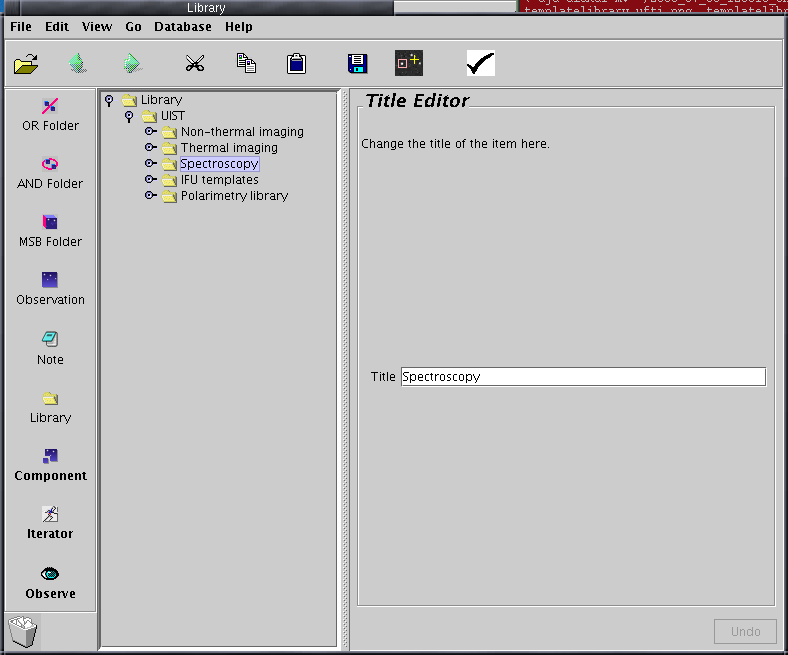 Library
templatelibrary_ufti.png
File Edit View Go Database Help
OR Folder
AND Folder
MSB Folder
Observation
Note
Library
Component
Iterator
Observe
Library
UIST
Non-thermal imaging
Thermal imaging
Spectroscopy
IFU templates
Polarimetry library
Title Editor
Change the title of the item here.
Title Spectroscopy
Undo